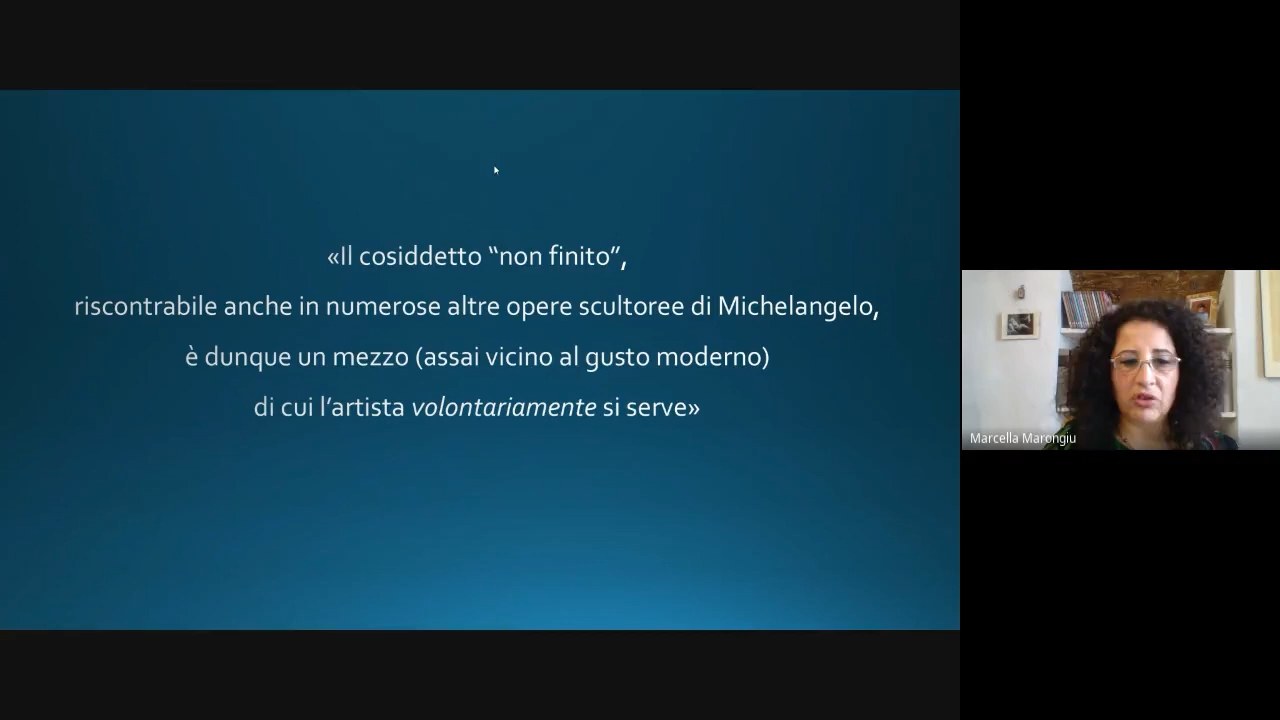 «Il cosiddetto “non finito”,
riscontrabile anche in numerose altre opere scultoree di Michelangelo,
è dunque un mezzo (assai vicino al gusto moderno)
di cui l’artista volontariamente si serve»
Marcella Marongiu